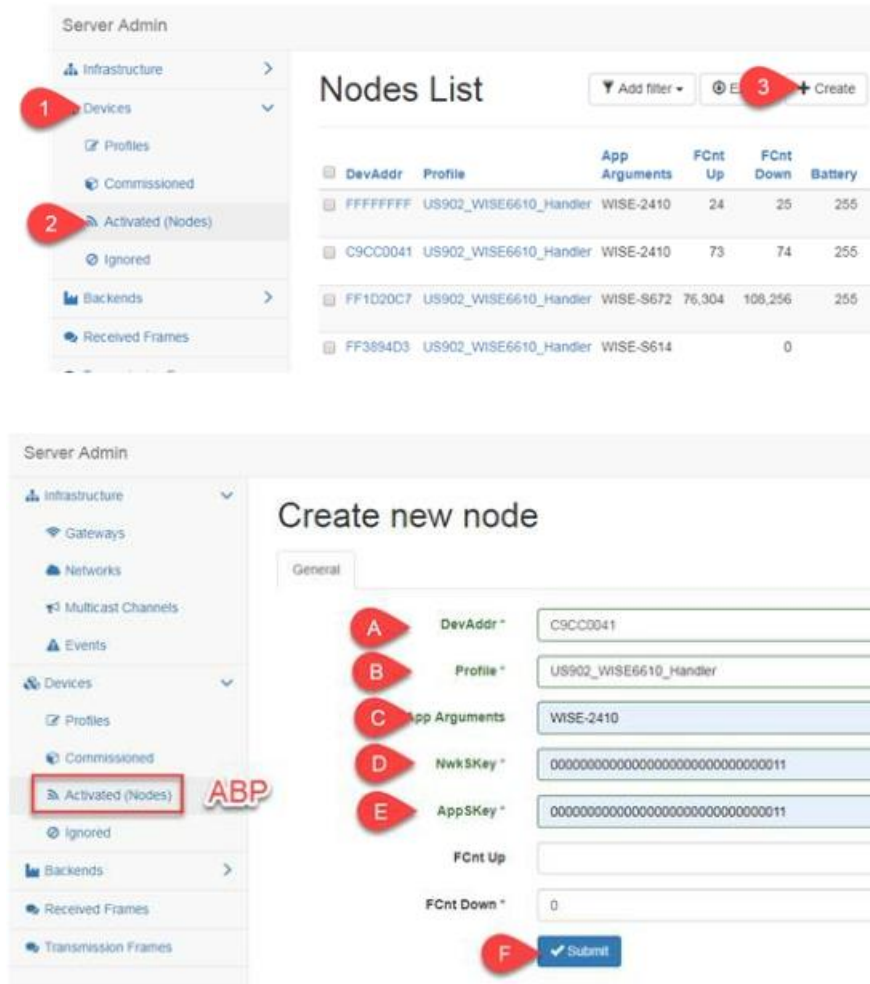 Server Admin
Infrastructure
1
Devices
Profiles
Commissioned
2
Activated (Nodes)
Ignored
Backends
Received Frames
Nodes List
Add filter
3
Create
DevAddr Profile App Arguments FCnt Up FCnt Down Battery
FFFFFFFF US902_WISE6610_Handler WISE-2410 24 25 255
C9CC0041 US902_WISE6610_Handler WISE-2410 73 74 255
FF1D20C7 US902_WISE6610_Handler WISE-S672 76,304 108,256 255
FF3894D3 US902_WISE6610_Handler WISE-S614 0
Server Admin
Infrastructure
Gateways
Networks
Multicast Channels
Events
Devices
Profiles
Commissioned
Activated (Nodes) ABP
Ignored
Backends
Received Frames
Transmission Frames
Create new node
General
A DevAddr * C9CC0041
B Profile * US902_WISE6610_Handler
C App Arguments WISE-2410
D NwkSKey * 00000000000000000000000000000011
E AppSKey * 00000000000000000000000000000011
FCnt Up
FCnt Down * 0
F Submit